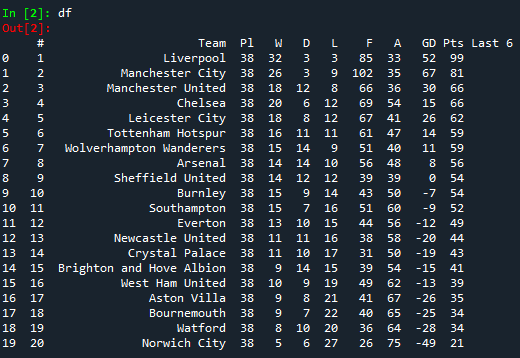 In [2]: df
Out[2]:
# Team Pl W D L F A GD Pts Last 6
0 1 Liverpool 38 32 3 3 85 33 52 99
1 2 Manchester City 38 26 3 9 102 35 67 81
2 3 Manchester United 38 18 12 8 66 36 30 66
3 4 Chelsea 38 20 6 12 69 54 15 66
4 5 Leicester City 38 18 8 12 67 41 26 62
5 6 Tottenham Hotspur 38 16 11 11 61 47 14 59
6 7 Wolverhampton Wanderers 38 15 14 9 51 40 11 59
7 8 Arsenal 38 14 14 10 56 48 8 56
8 9 Sheffield United 38 14 12 12 39 39 0 54
9 10 Burnley 38 15 9 14 43 50 -7 54
10 11 Southampton 38 15 7 16 51 60 -9 52
11 12 Everton 38 13 10 15 44 56 -12 49
12 13 Newcastle United 38 11 11 16 38 58 -20 44
13 14 Crystal Palace 38 11 10 17 31 50 -19 43
14 15 Brighton and Hove Albion 38 9 14 15 39 54 -15 41
15 16 West Ham United 38 10 9 19 49 62 -13 39
16 17 Aston Villa 38 9 8 21 41 67 -26 35
17 18 Bournemouth 38 9 7 22 40 65 -25 34
18 19 Watford 38 8 10 20 36 64 -28 34
19 20 Norwich City 38 5 6 27 26 75 -49 21